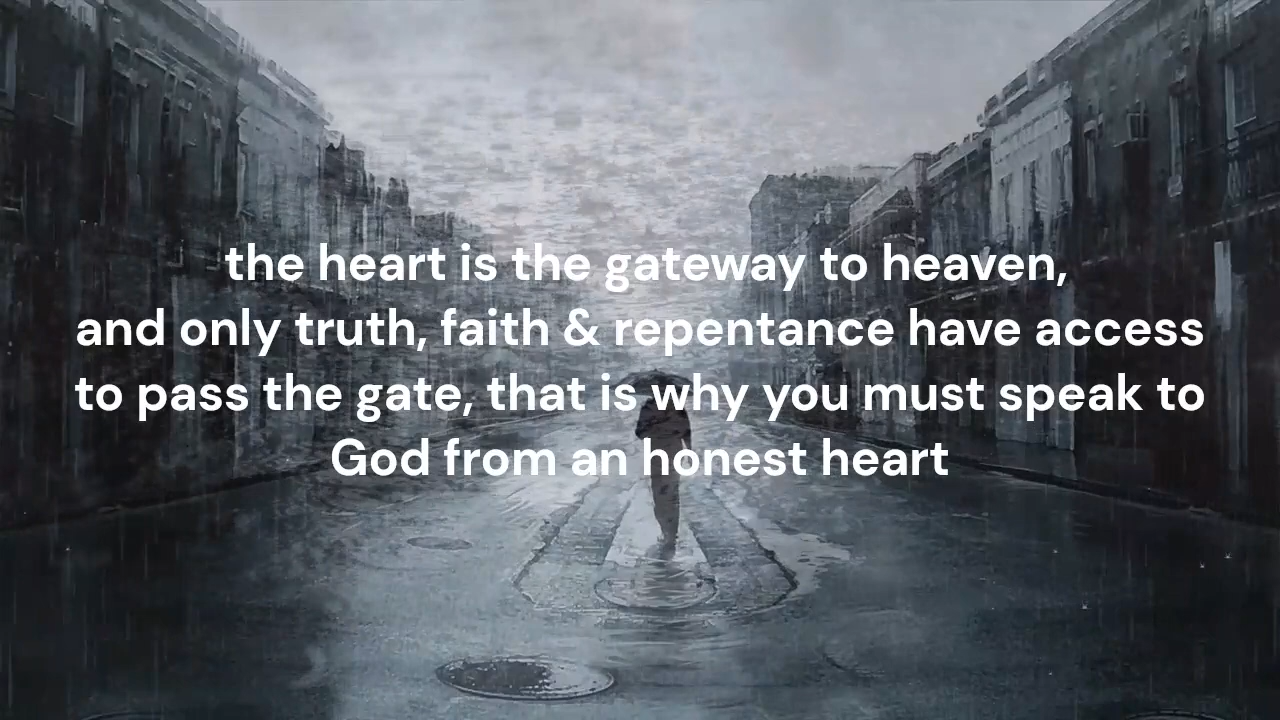 the heart is the gateway to heaven,
and only truth, faith & repentance have access
to pass the gate, that is why you must speak to
God from an honest heart